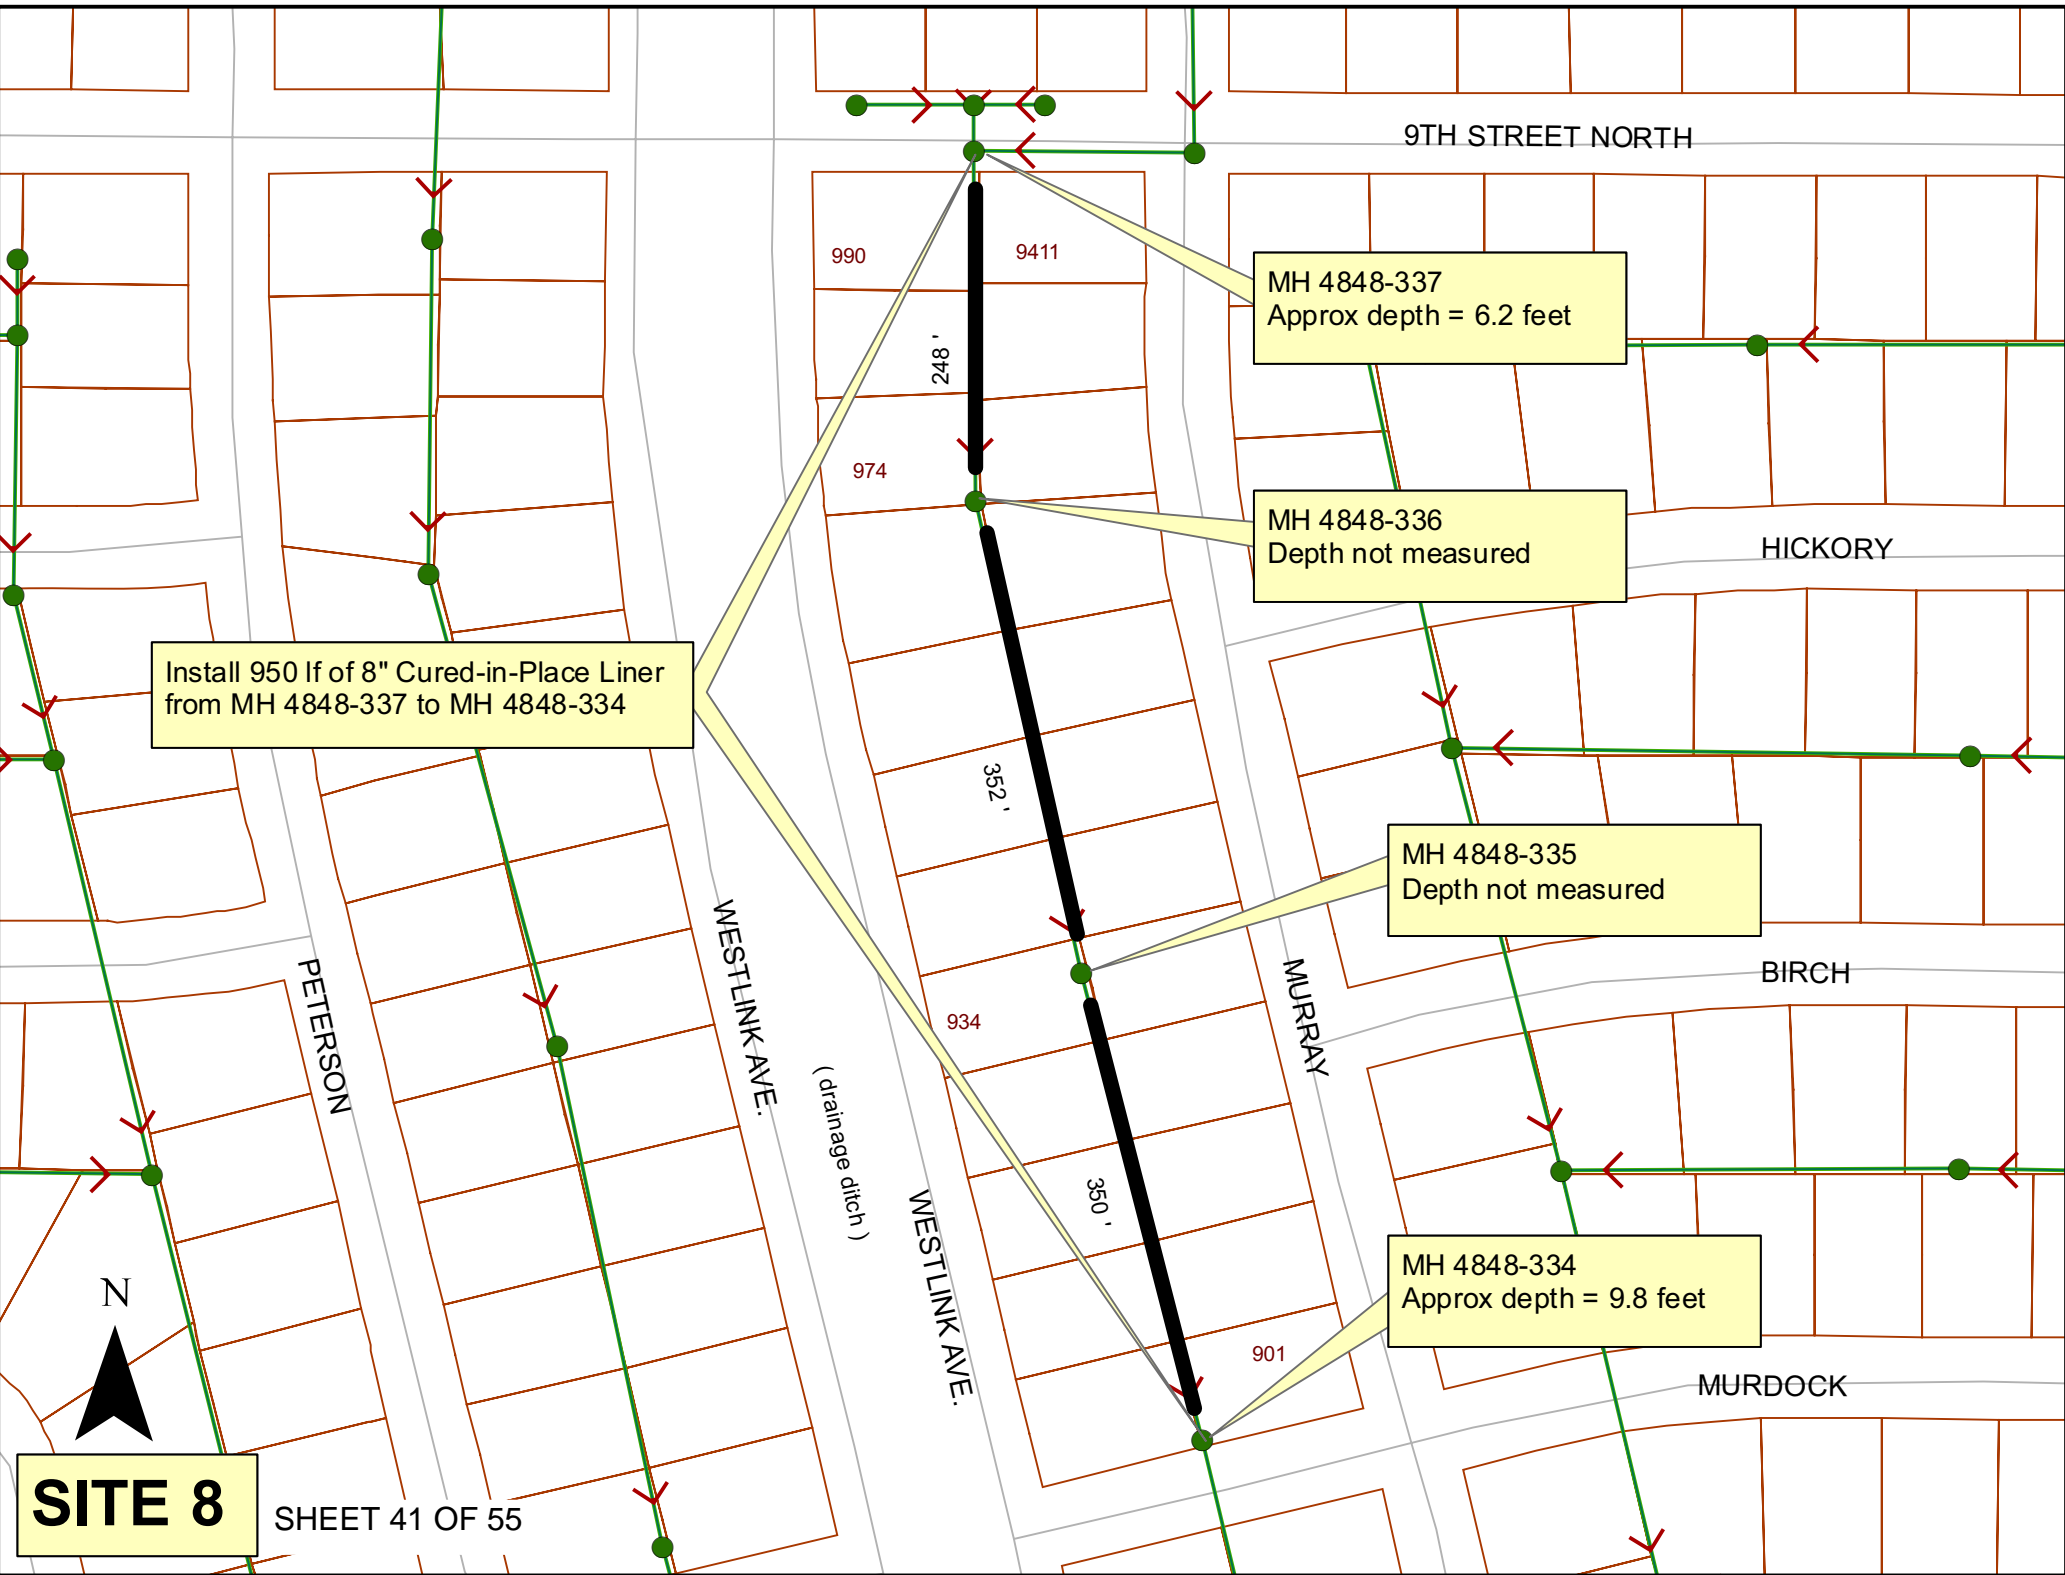 9TH STREET NORTH
990
9411
MH 4848-337
Approx depth = 6.2 feet
248 '
974
MH 4848-336
Depth not measured
HICKORY
Install 950 lf of 8" Cured-in-Place Liner
from MH 4848-337 to MH 4848-334
352 '
MH 4848-335
Depth not measured
WESTLINK AVE.
PETERSON
MURRAY
BIRCH
934
( drainage ditch )
350 '
WESTLINK AVE.
MH 4848-334
Approx depth = 9.8 feet
N
901
MURDOCK
SITE 8
SHEET 41 OF 55